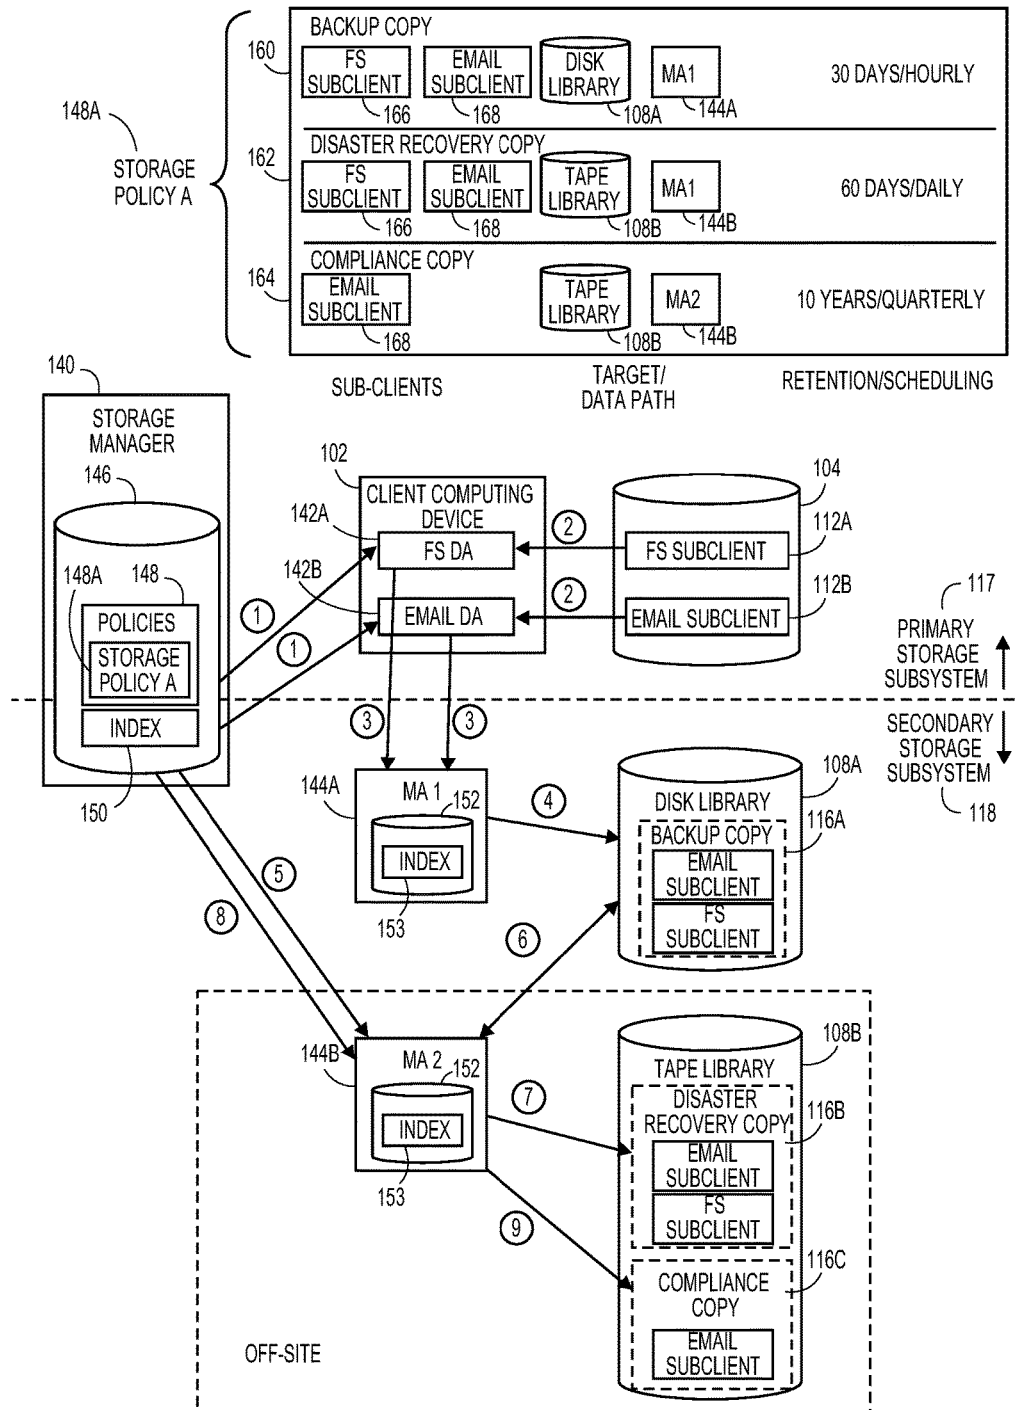 BACKUP COPY
160
FS
SUBCLIENT
166
EMAIL
SUBCLIENT
168
DISK
LIBRARY
108A
MA1
144A
30 DAYS/HOURLY
148A
STORAGE
POLICY A
DISASTER RECOVERY COPY
162
FS
SUBCLIENT
166
EMAIL
SUBCLIENT
168
TAPE
LIBRARY
108B
MA1
144B
60 DAYS/DAILY
COMPLIANCE COPY
164
EMAIL
SUBCLIENT
168
TAPE
LIBRARY
108B
MA2
144B
10 YEARS/QUARTERLY
SUB-CLIENTS
TARGET/
DATA PATH
RETENTION/SCHEDULING
140
STORAGE
MANAGER
146
148A
148
POLICIES
STORAGE
POLICY A
INDEX
150
1
1
102
CLIENT COMPUTING
DEVICE
142A
FS DA
142B
EMAIL DA
2
2
104
FS SUBCLIENT
112A
EMAIL SUBCLIENT
112B
117
PRIMARY
STORAGE
SUBSYSTEM
SECONDARY
STORAGE
SUBSYSTEM
118
3
3
144A
MA 1
152
INDEX
153
4
108A
DISK LIBRARY
116A
BACKUP COPY
EMAIL
SUBCLIENT
FS
SUBCLIENT
5
8
6
144B
MA 2
152
INDEX
153
7
9
108B
TAPE LIBRARY
DISASTER
RECOVERY COPY
116B
EMAIL
SUBCLIENT
FS
SUBCLIENT
116C
COMPLIANCE
COPY
EMAIL
SUBCLIENT
OFF-SITE